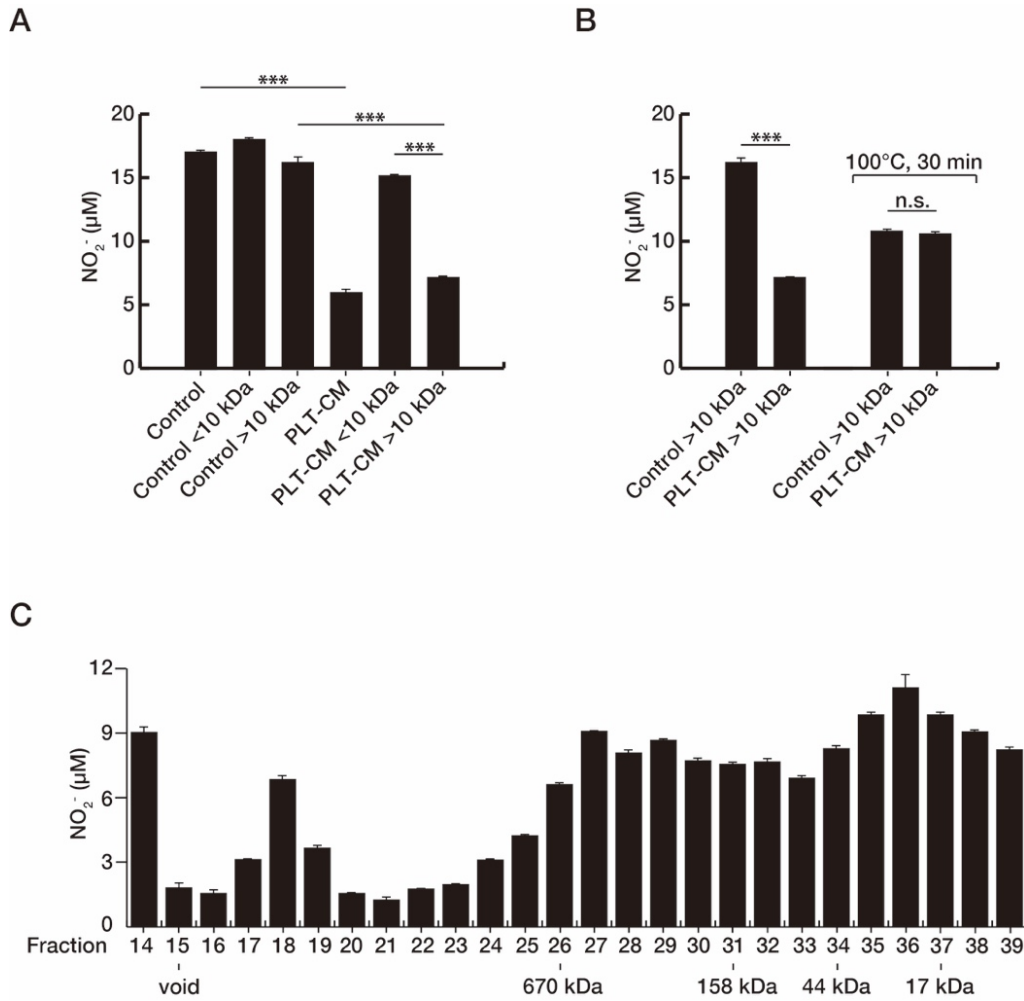 A
***
***
***
20
15
10
5
0
NO₂⁻ (µM)
Control
Control <10 kDa
Control >10 kDa
PLT-CM
PLT-CM <10 kDa
PLT-CM >10 kDa
B
***
100°C, 30 min
n.s.
20
15
10
5
0
NO₂⁻ (µM)
Control >10 kDa
PLT-CM >10 kDa
Control >10 kDa
PLT-CM >10 kDa
C
12
9
6
3
0
NO₂⁻ (µM)
Fraction 14 15 16 17 18 19 20 21 22 23 24 25 26 27 28 29 30 31 32 33 34 35 36 37 38 39
void 670 kDa 158 kDa 44 kDa 17 kDa